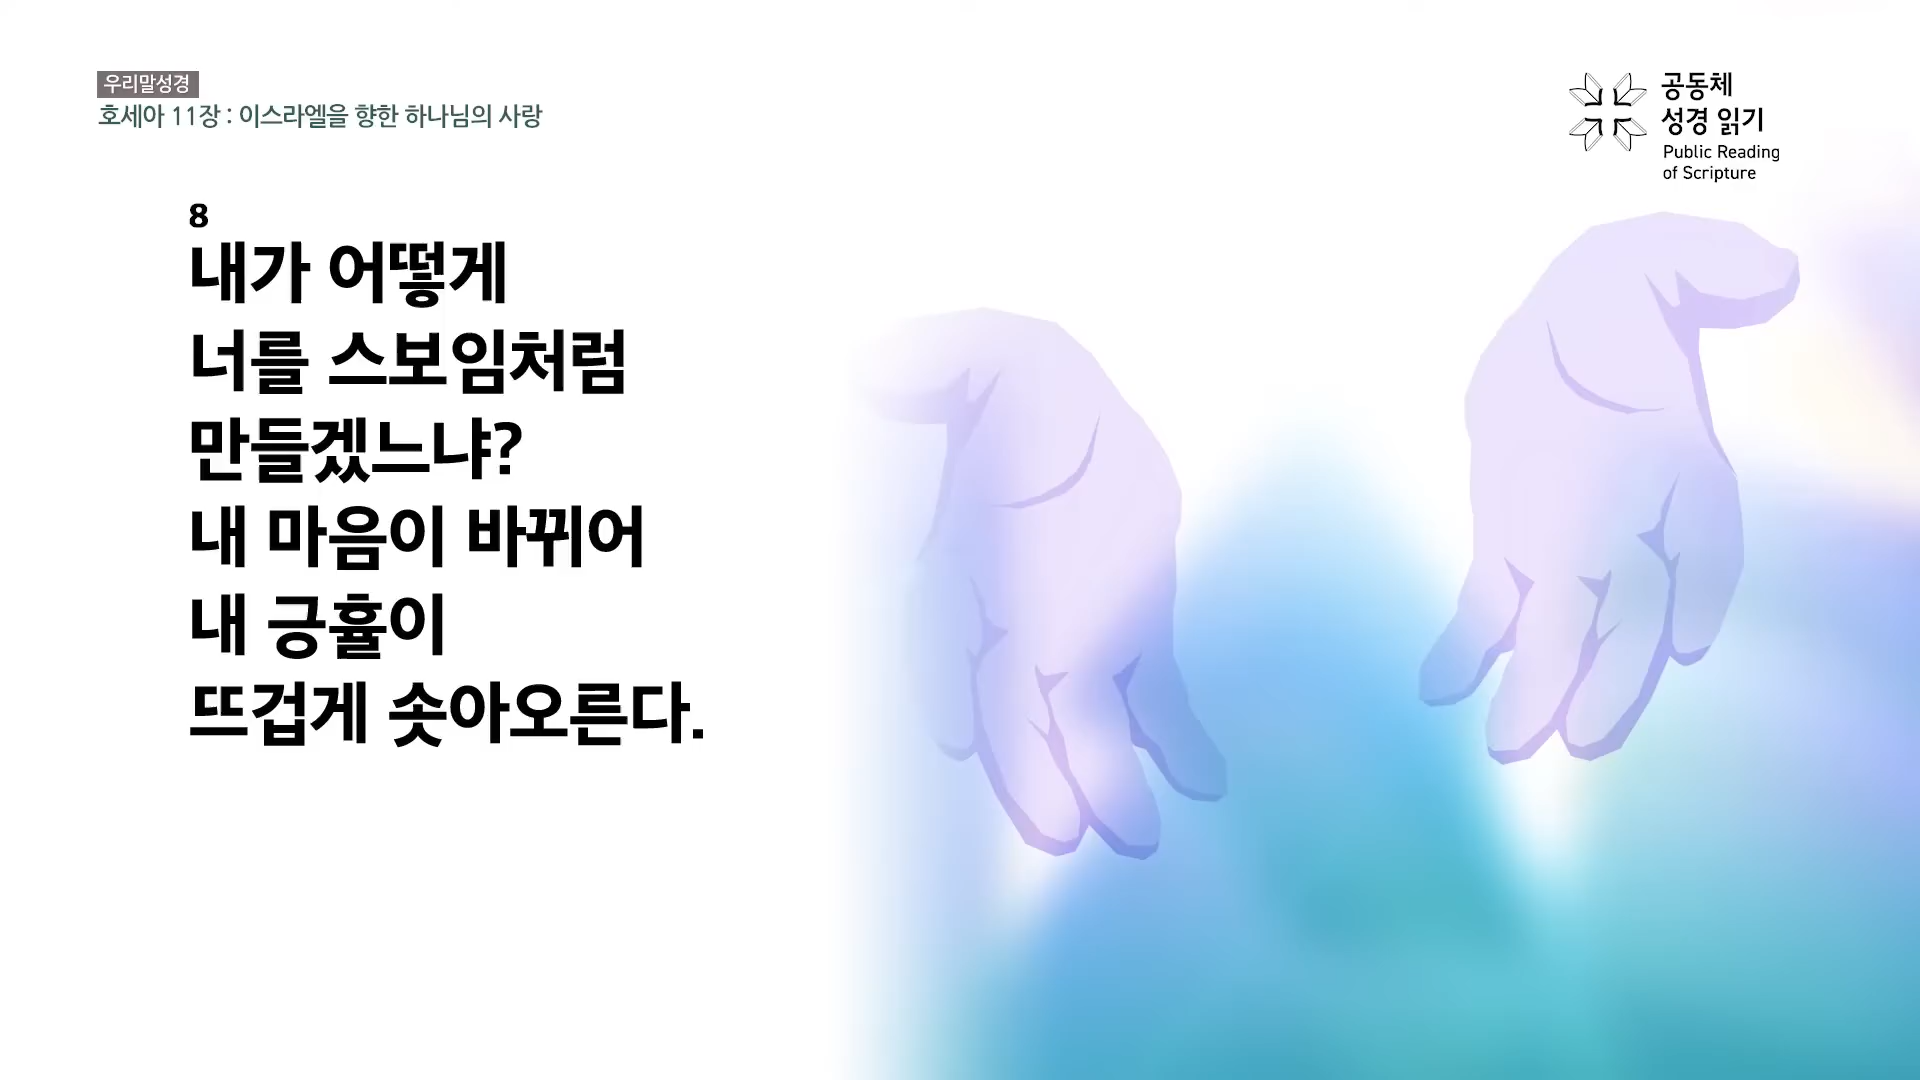 우리말성경
호세아 11장 : 이스라엘을 향한 하나님의 사랑
공동체
성경 읽기
Public Reading
of Scripture
8
내가 어떻게
너를 스보임처럼
만들겠느냐?
내 마음이 바뀌어
내 긍휼이
뜨겁게 솟아오른다.